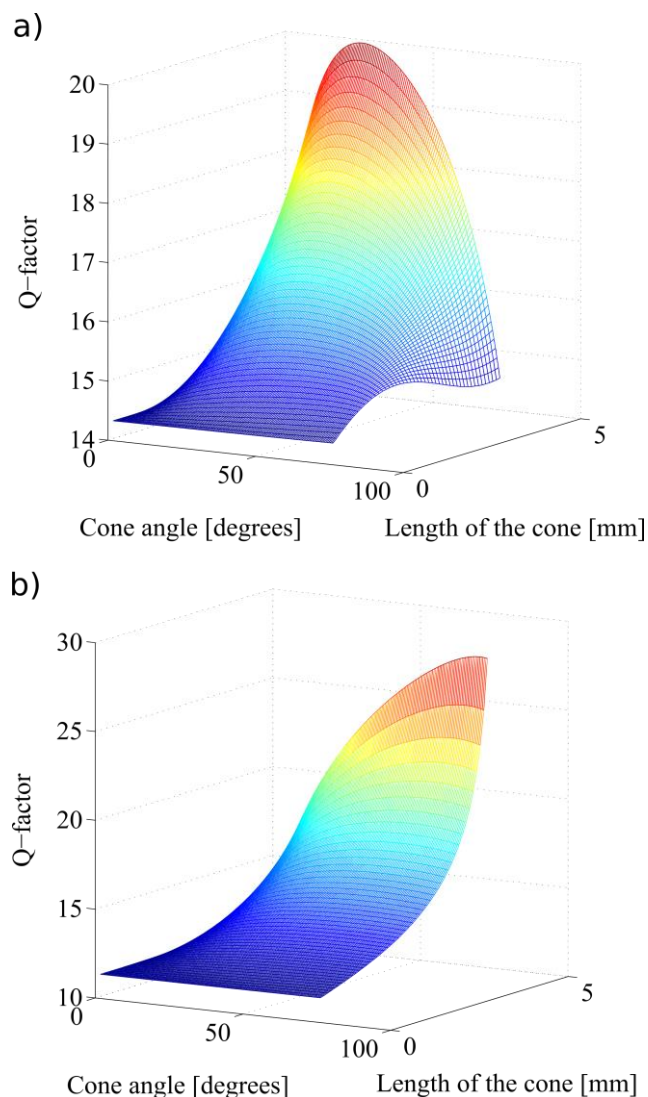 a)
20
19
18
17
16
15
14
Q−factor
0
50
100
0
5
Cone angle [degrees]
Length of the cone [mm]
b)
30
25
20
15
10
Q−factor
0
50
100
0
5
Cone angle [degrees]
Length of the cone [mm]